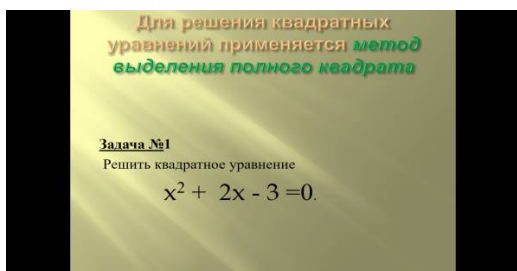 Для решения квадратных
уравнений применяется метод
выделения полного квадрата
Задача №1
Решить квадратное уравнение
x² + 2x - 3 =0.